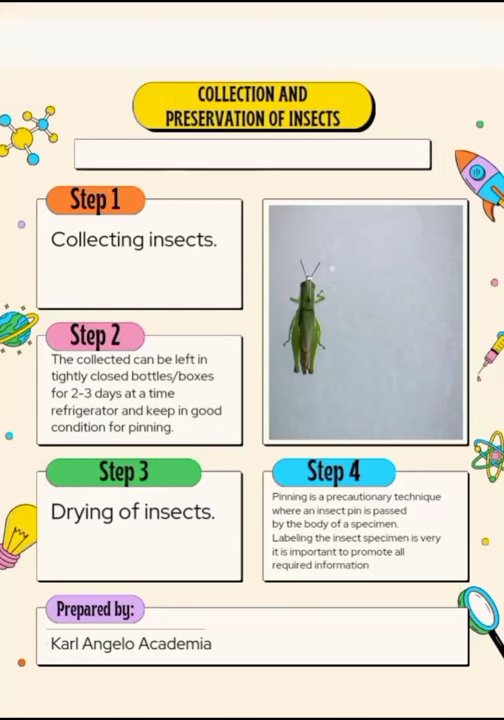 COLLECTION AND
PRESERVATION OF INSECTS
Step 1
Collecting insects.
Step 2
The collected can be left in
tightly closed bottles/boxes
for 2-3 days at a time
refrigerator and keep in good
condition for pinning.
Step 3
Drying of insects.
Step 4
Pinning is a precautionary technique
where an insect pin is passed
by the body of a specimen.
Labeling the insect specimen is very
it is important to promote all
required information
Prepared by:
Karl Angelo Academia